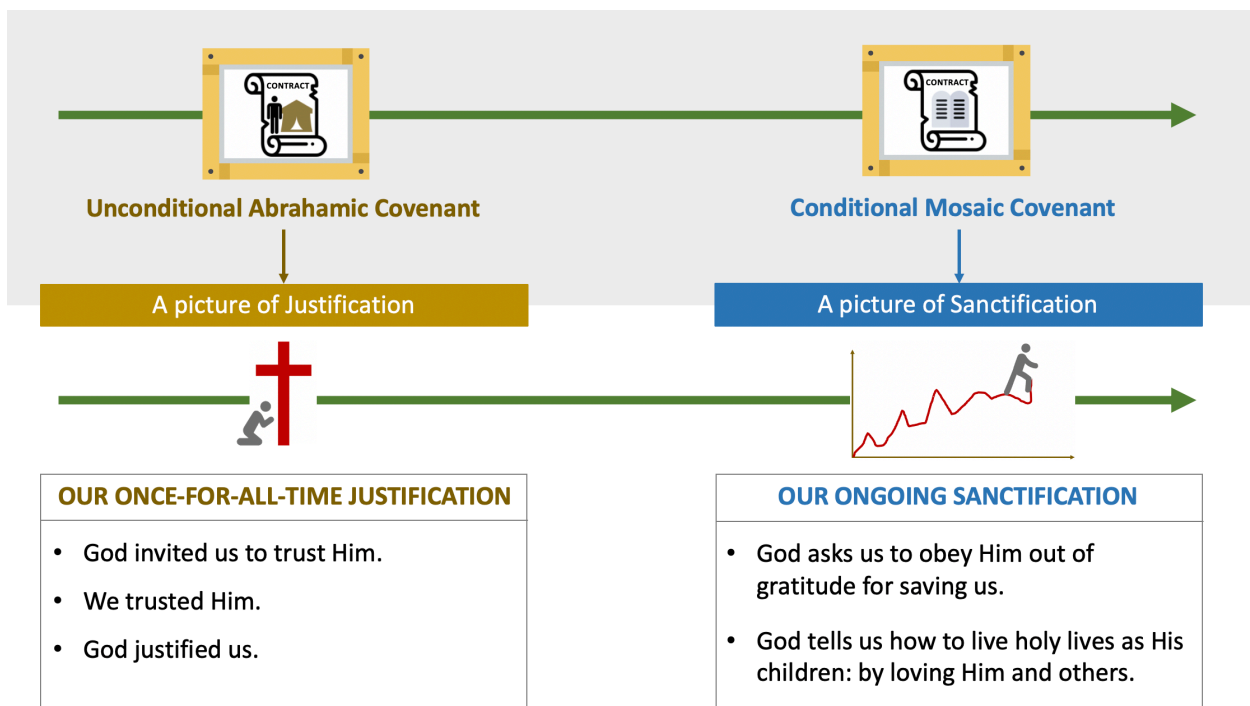 CONTRACT
CONTRACT
Unconditional Abrahamic Covenant
Conditional Mosaic Covenant
A picture of Justification
A picture of Sanctification
OUR ONCE-FOR-ALL-TIME JUSTIFICATION
• God invited us to trust Him.
• We trusted Him.
• God justified us.
OUR ONGOING SANCTIFICATION
• God asks us to obey Him out of
gratitude for saving us.
• God tells us how to live holy lives as His
children: by loving Him and others.